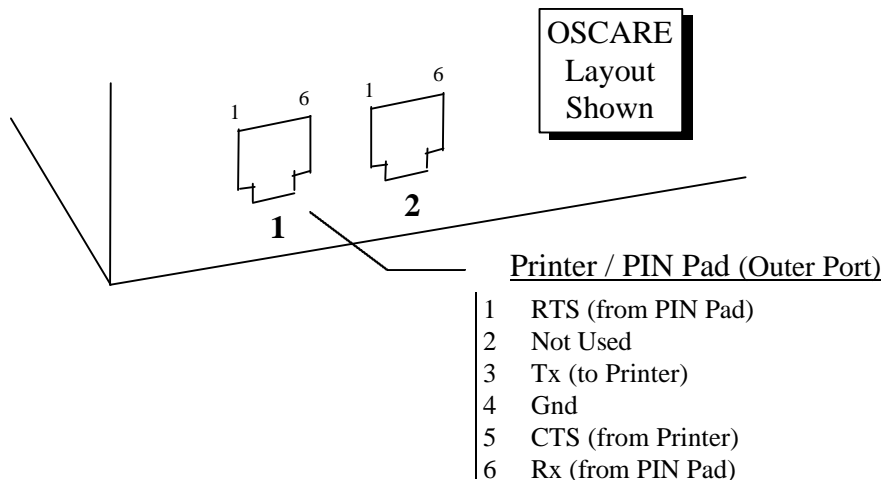 OSCARE
Layout
Shown
1 6
1 6
1
2
Printer / PIN Pad (Outer Port)
1 RTS (from PIN Pad)
2 Not Used
3 Tx (to Printer)
4 Gnd
5 CTS (from Printer)
6 Rx (from PIN Pad)